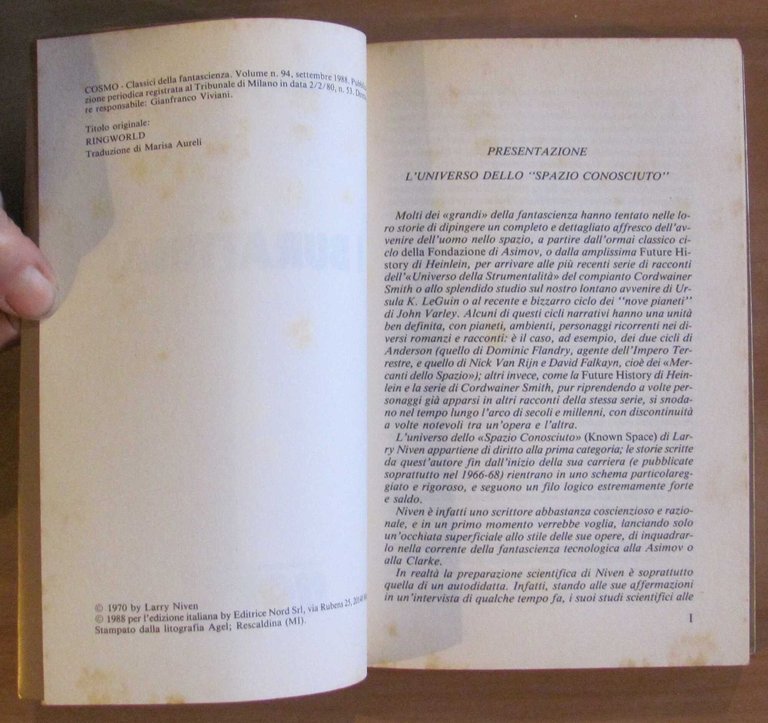 COSMO - Classici della fantascienza. Volume n. 94, settembre 1988. Pubblica-
zione periodica registrata al Tribunale di Milano in data 2/2/80, n. 53.
re responsabile: Gianfranco Viviani.
Titolo originale:
RINGWORLD
Traduzione di Marisa Aureli
© 1970 by Larry Niven
© 1988 per l'edizione italiana by Editrice Nord Srl, via Rubens 25,
Stampato dalla litografia Agel; Rescaldina (MI).
PRESENTAZIONE
L'UNIVERSO DELLO "SPAZIO CONOSCIUTO"
Molti dei «grandi» della fantascienza hanno tentato nelle lo-
ro storie di dipingere un completo e dettagliato affresco dell'av-
venire dell'uomo nello spazio, a partire dall'ormai classico ci-
clo della Fondazione di Asimov, o dalla amplissima Future Hi-
story di Heinlein, per arrivare alle più recenti serie di racconti
dell'«Universo della Strumentalità» del compianto Cordwainer
Smith o allo splendido studio sul nostro lontano avvenire di Ur-
sula K. LeGuin o al recente e bizzarro ciclo dei "nove pianeti"
di John Varley. Alcuni di questi cicli narrativi hanno una unità
ben definita, con pianeti, ambienti, personaggi ricorrenti nei di-
versi romanzi e racconti: è il caso, ad esempio, dei due cicli di
Anderson (quello di Dominic Flandry, agente dell'Impero Ter-
restre, e quello di Nick Van Rijn e David Falkayn, cioè dei «Mer-
canti dello Spazio»); altri invece, come la Future History di Hein-
lein e la serie di Cordwainer Smith, pur riprendendo a volte per-
sonaggi già apparsi in altri racconti della stessa serie, si snoda-
no nel tempo lungo l'arco di secoli e millenni, con discontinuità
a volte notevoli tra un'opera e l'altra.
L'universo dello «Spazio Conosciuto» (Known Space) di Lar-
ry Niven appartiene di diritto alla prima categoria; le storie scritte
da quest'autore fin dall'inizio della sua carriera (e pubblicate
soprattutto nel 1966-68) rientrano in uno schema particolareg-
giato e rigoroso, e seguono un filo logico estremamente forte
e saldo.
Niven è infatti uno scrittore abbastanza coscienzioso e razio-
nale, e in un primo momento verrebbe voglia, lanciando solo
un'occhiata superficiale allo stile delle sue opere, di inquadrar-
lo nella corrente della fantascienza tecnologica alla Asimov o
alla Clarke.
In realtà la preparazione scientifica di Niven è soprattutto
quella di un autodidatta. Infatti, stando alle sue affermazioni
in un'intervista di qualche tempo fa, i suoi studi scientifici alle
I